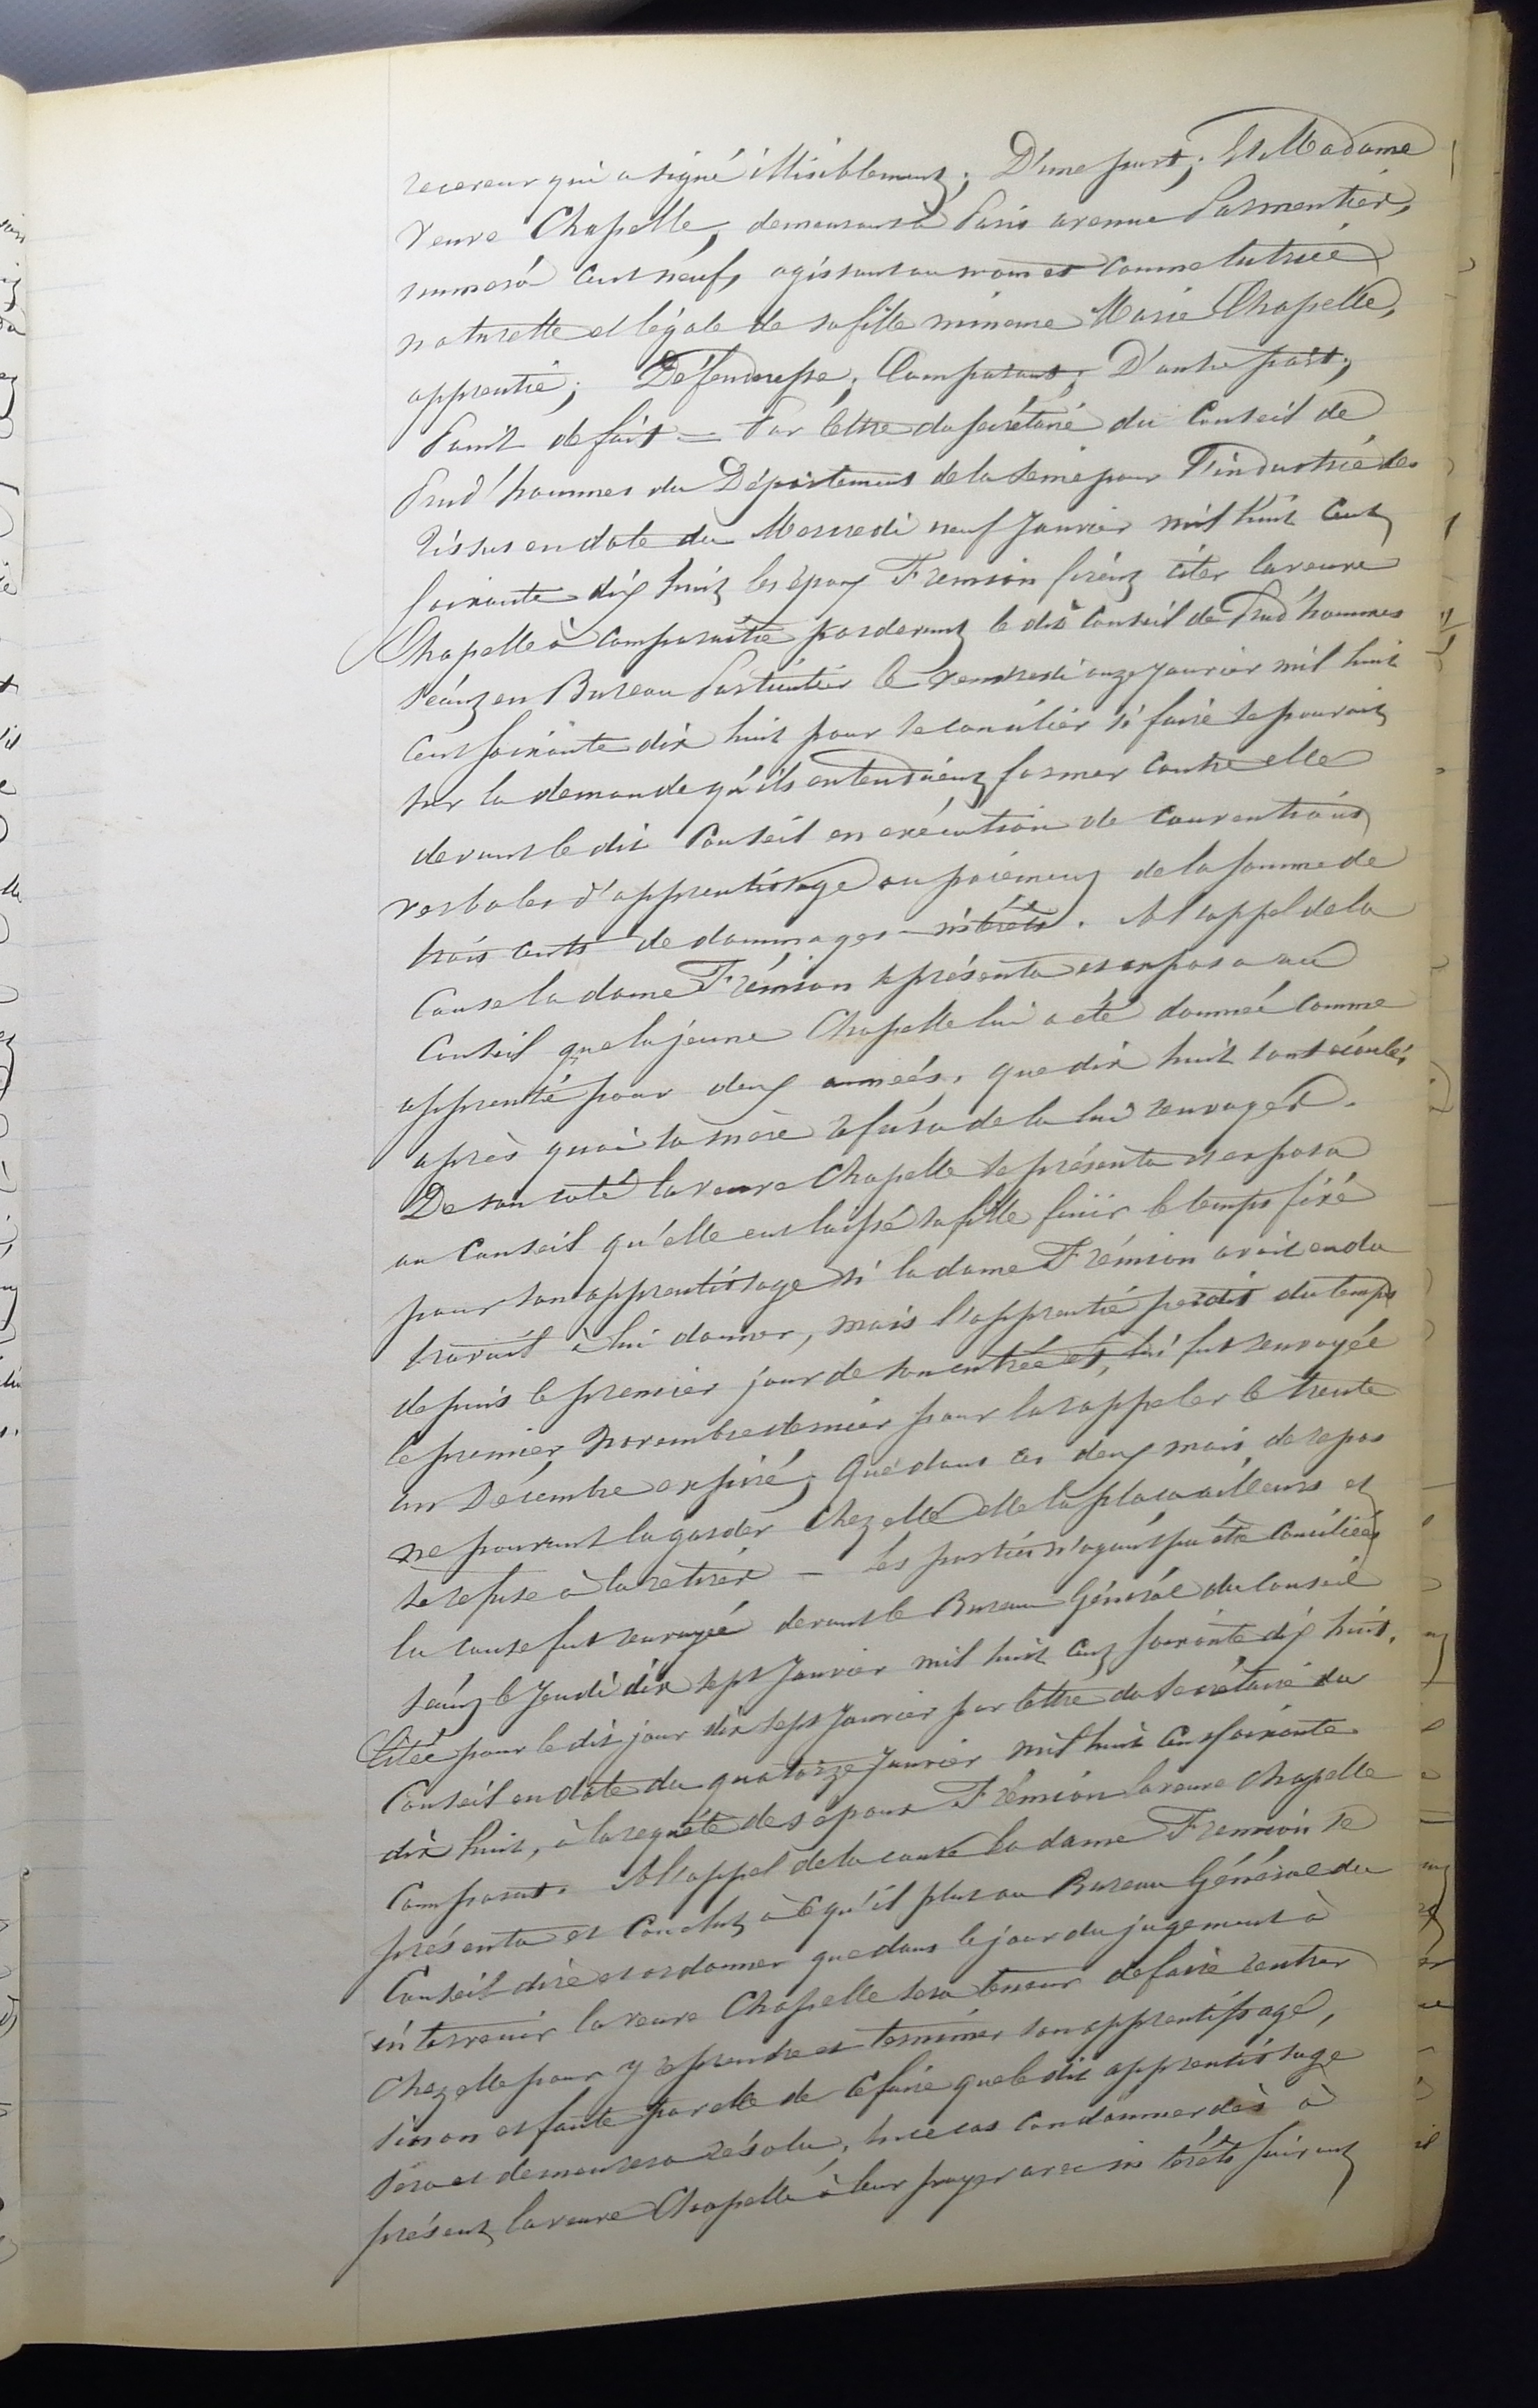 receveur qui a signé illisiblement; D'une part; Et Madame
veuve Chapelle, demeurant à Paris avenue Parmentier,
numéro cent neuf, agissant au nom et comme tutrice
naturelle et légale de sa fille mineure Marie Chapelle,
apprentie; Défenderesse; Comparant; D'autre part;
Point de fait = Par lettre du secrétaire du Conseil de
Prud'hommes du Département de la Seine pour l'industrie des
tissus en date du Mercredi neuf Janvier mil huit cent
soixante dix huit les époux Fremion firent citer la veuve
Chapelle à comparaitre pardevant le dit Conseil de Prud'hommes
séant en Bureau Particulier le vendredi onze Janvier mil huit
cent soixante dix huit pour se concilier si faire se pouvait
sur la demande qu'ils entendaient former contre elle
devant le dit Conseil en exécution de conventions
verbales d'apprentissage ou paiement de la somme de
trois cents de dommages-intérêts. A l'appel de la
cause la dame Frémion se présenta et exposa au
Conseil que la jeune Chapelle lui a été donnée comme
apprentie pour deux années, que dix huit sont écoulés
après quoi sa mère refusa de la lui renvoyer.
De son coté la veuve Chapelle se présenta et exposa
au Conseil qu'elle eut laissé sa fille finir le temps fixé
pour son apprentissage si la dame Frémion avait eu du
travail à lui donner, mais l'apprentie perdit du temps
depuis le premier jour de son entrée et, lui fut renvoyée
le premier Novembre dernier pour la rappeler le trente
un Décembre expiré; Que dans ces deux mois de repos
ne pouvant la garder chez elle elle la plaça ailleurs et
se refuse à la retirer – Les parties n'ayant pu être conciliées
la cause fut renvoyée devant le Bureau Général du Conseil
séant le Jeudi dix sept Janvier mil huit cent soixante dix huit.
Citée pour le dit jour dix sept Janvier par lettre du secrétaire du
Conseil en date du quatorze Janvier mil huit cent soixante
dix huit, à la requête des époux Frémion la veuve Chapelle
comparut. A l'appel de la cause la dame Fremion se
présenta et conclut à ce qu'il plut au Bureau Général du
Conseil dire et ordonner que dans le jour du jugement à
intervenir la veuve Chapelle sera tenue de faire rentrer
chez elle pour y reprendre et terminer son apprentissage,
sinon et faute par elle de ce faire que le dit apprentissage
sera et demeurera résolu, en ce cas condamner dès à
présent la veuve Chapelle à leur payer avec intérêts suivant